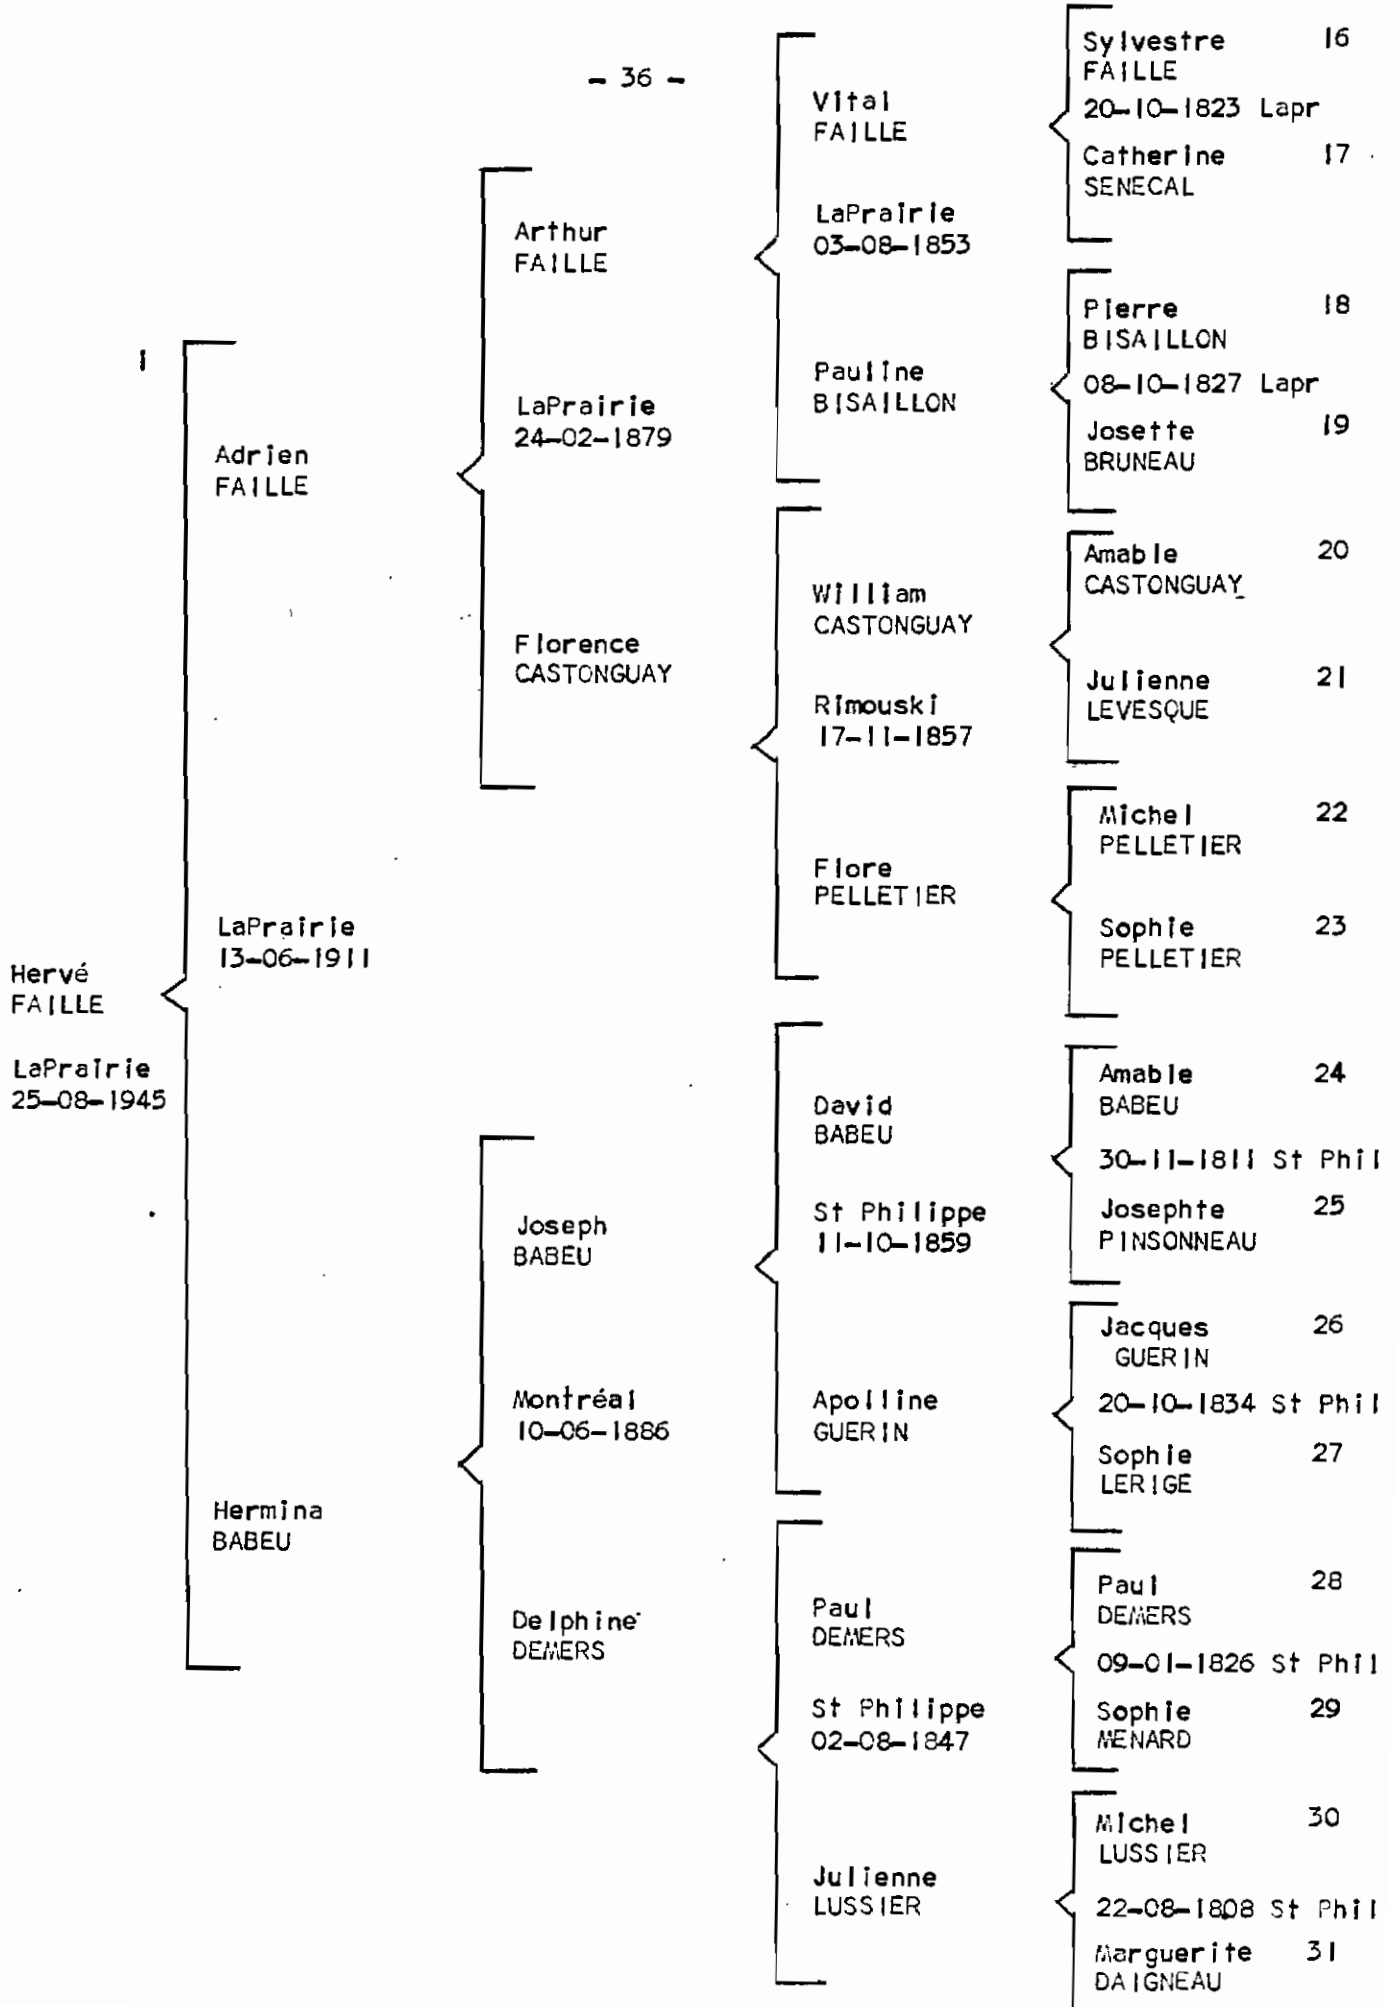 - 36 -
I
Hervé
FAILLE
LaPrairie
25-08-1945
Adrien
FAILLE
LaPrairie
13-06-1911
Hermina
BABEU
Arthur
FAILLE
LaPrairie
24-02-1879
Florence
CASTONGUAY
Joseph
BABEU
Montréal
10-06-1886
Delphine
DEMERS
Vital
FAILLE
LaPrairie
03-08-1853
Pauline
BISAILLON
William
CASTONGUAY
Rimouski
17-11-1857
Flore
PELLETIER
David
BABEU
St Philippe
11-10-1859
Apolline
GUERIN
Paul
DEMERS
St Philippe
02-08-1847
Julienne
LUSSIER
Sylvestre 16
FAILLE
20-10-1823 Lapr
Catherine 17
SENECAL
Pierre 18
BISAILLON
08-10-1827 Lapr
Josette 19
BRUNEAU
Amable 20
CASTONGUAY
Julienne 21
LEVESQUE
Michel 22
PELLETIER
Sophie 23
PELLETIER
Amable 24
BABEU
30-11-1811 St Phil
Josephte 25
PINSONNEAU
Jacques 26
GUERIN
20-10-1834 St Phil
Sophie 27
LERIGE
Paul 28
DEMERS
09-01-1826 St Phil
Sophie 29
MENARD
Michel 30
LUSSIER
22-08-1808 St Phil
Marguerite 31
DAIGNEAU